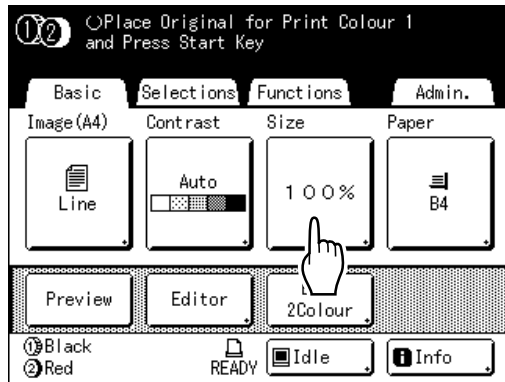 ①② Place Original for Print Colour 1
and Press Start Key
Basic Selections Functions Admin.
Image(A4) Contrast Size Paper
Line Auto 100% B4
Preview Editor 2Colour
①Black
②Red READY Idle Info